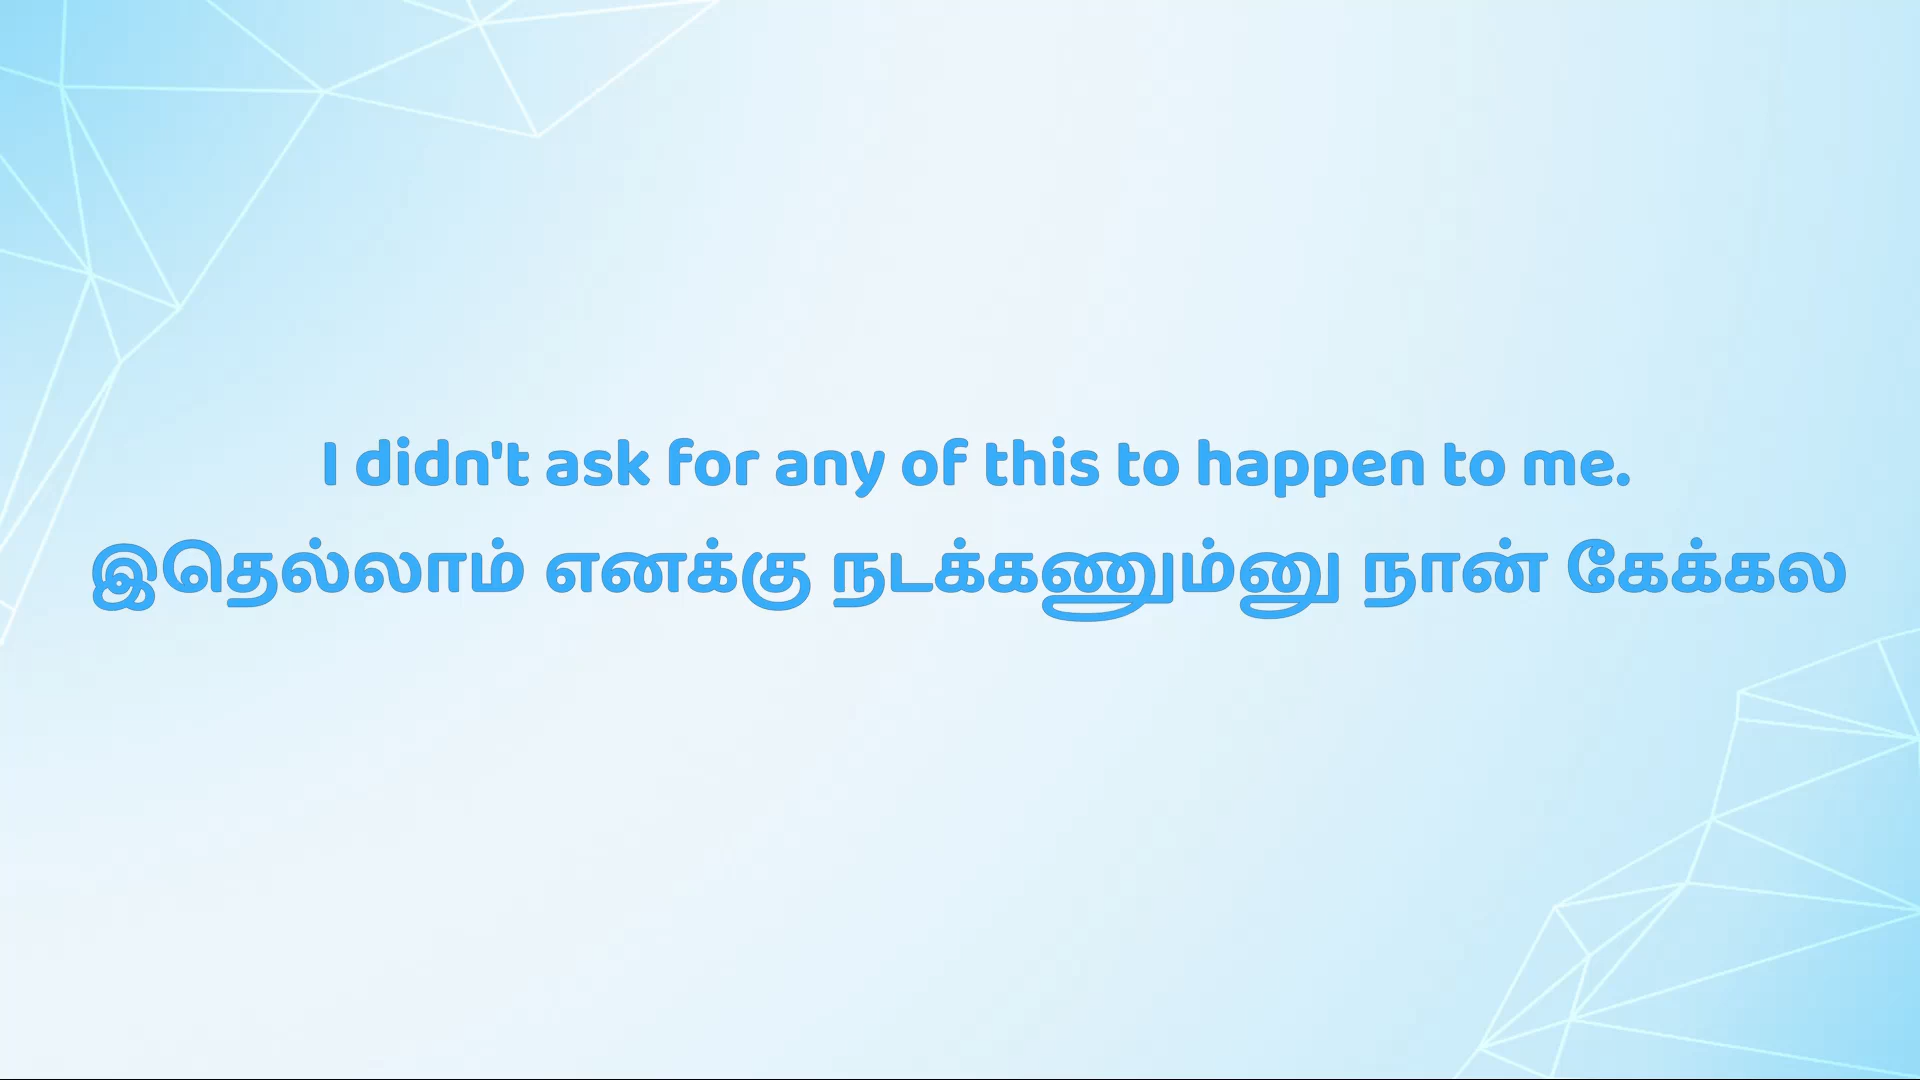 I didn't ask for any of this to happen to me.
இதெல்லாம் எனக்கு நடக்கணும்னு நான் கேக்கல